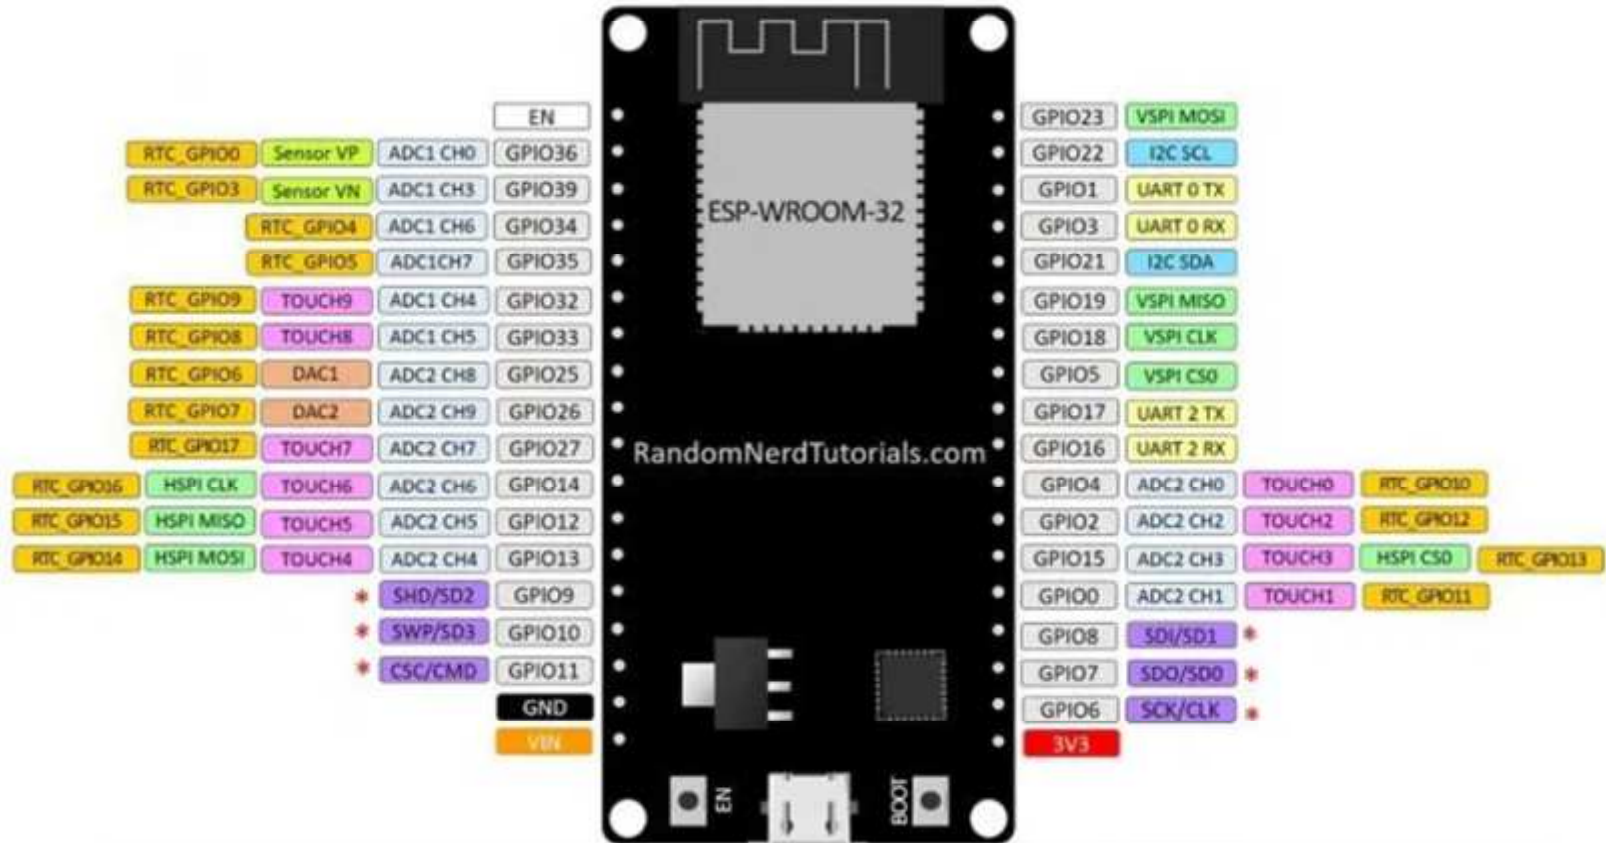 EN GPIO23 VSPI MOSI
RTC_GPIO0 Sensor VP ADC1 CH0 GPIO36 GPIO22 I2C SCL
RTC_GPIO3 Sensor VN ADC1 CH3 GPIO39 GPIO1 UART 0 TX
RTC_GPIO4 ADC1 CH6 GPIO34 ESP-WROOM-32 GPIO3 UART 0 RX
RTC_GPIO5 ADC1CH7 GPIO35 GPIO21 I2C SDA
RTC_GPIO9 TOUCH9 ADC1 CH4 GPIO32 GPIO19 VSPI MISO
RTC_GPIO8 TOUCH8 ADC1 CH5 GPIO33 GPIO18 VSPI CLK
RTC_GPIO6 DAC1 ADC2 CH8 GPIO25 GPIO5 VSPI CS0
RTC_GPIO7 DAC2 ADC2 CH9 GPIO26 GPIO17 UART 2 TX
RTC_GPIO17 TOUCH7 ADC2 CH7 GPIO27 RandomNerdTutorials.com GPIO16 UART 2 RX
RTC_GPIO16 HSPI CLK TOUCH6 ADC2 CH6 GPIO14 GPIO4 ADC2 CH0 TOUCH0 RTC_GPIO10
RTC_GPIO15 HSPI MISO TOUCH5 ADC2 CH5 GPIO12 GPIO2 ADC2 CH2 TOUCH2 RTC_GPIO12
RTC_GPIO14 HSPI MOSI TOUCH4 ADC2 CH4 GPIO13 GPIO15 ADC2 CH3 TOUCH3 HSPI CS0 RTC_GPIO13
* SHD/SD2 GPIO9 GPIO0 ADC2 CH1 TOUCH1 RTC_GPIO11
* SWP/SD3 GPIO10 GPIO8 SDI/SD1 *
* CSC/CMD GPIO11 GPIO7 SDO/SD0 *
GND GPIO6 SCK/CLK *
VIN 3V3
EN BOOT